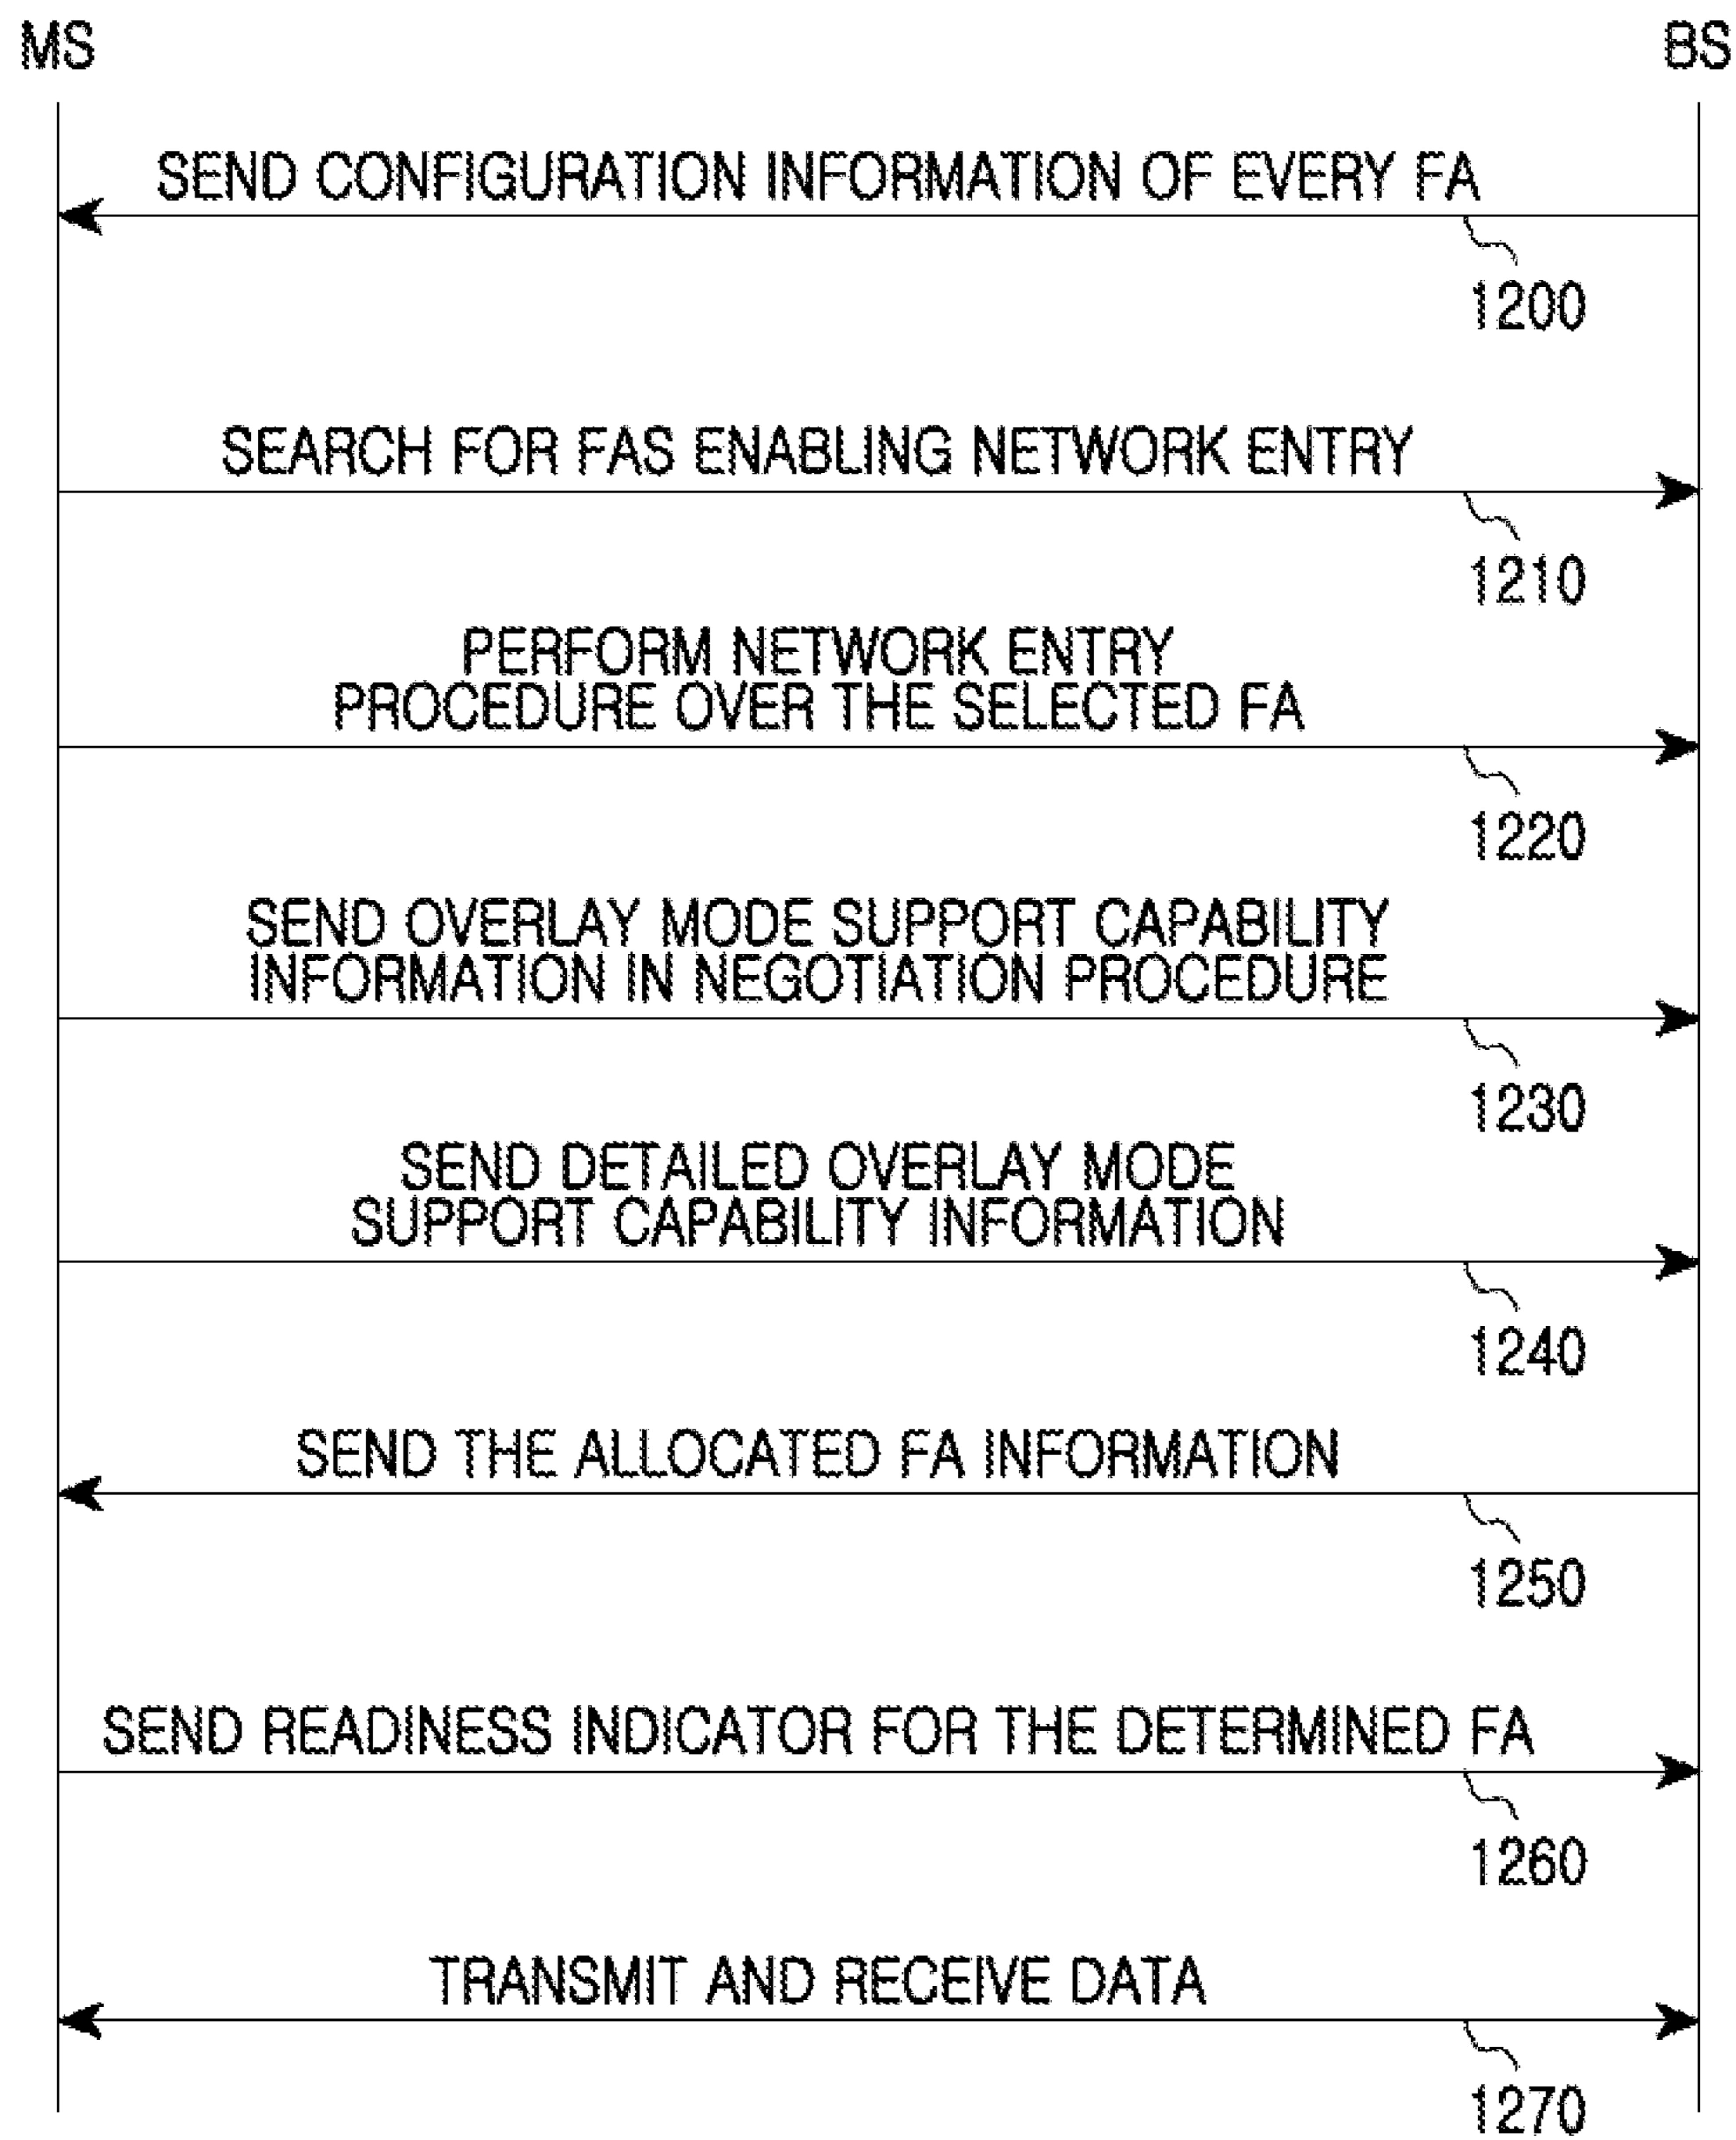 MS
BS
SEND CONFIGURATION INFORMATION OF EVERY FA
1200
SEARCH FOR FAS ENABLING NETWORK ENTRY
1210
PERFORM NETWORK ENTRY
PROCEDURE OVER THE SELECTED FA
1220
SEND OVERLAY MODE SUPPORT CAPABILITY
INFORMATION IN NEGOTIATION PROCEDURE
1230
SEND DETAILED OVERLAY MODE
SUPPORT CAPABILITY INFORMATION
1240
SEND THE ALLOCATED FA INFORMATION
1250
SEND READINESS INDICATOR FOR THE DETERMINED FA
1260
TRANSMIT AND RECEIVE DATA
1270